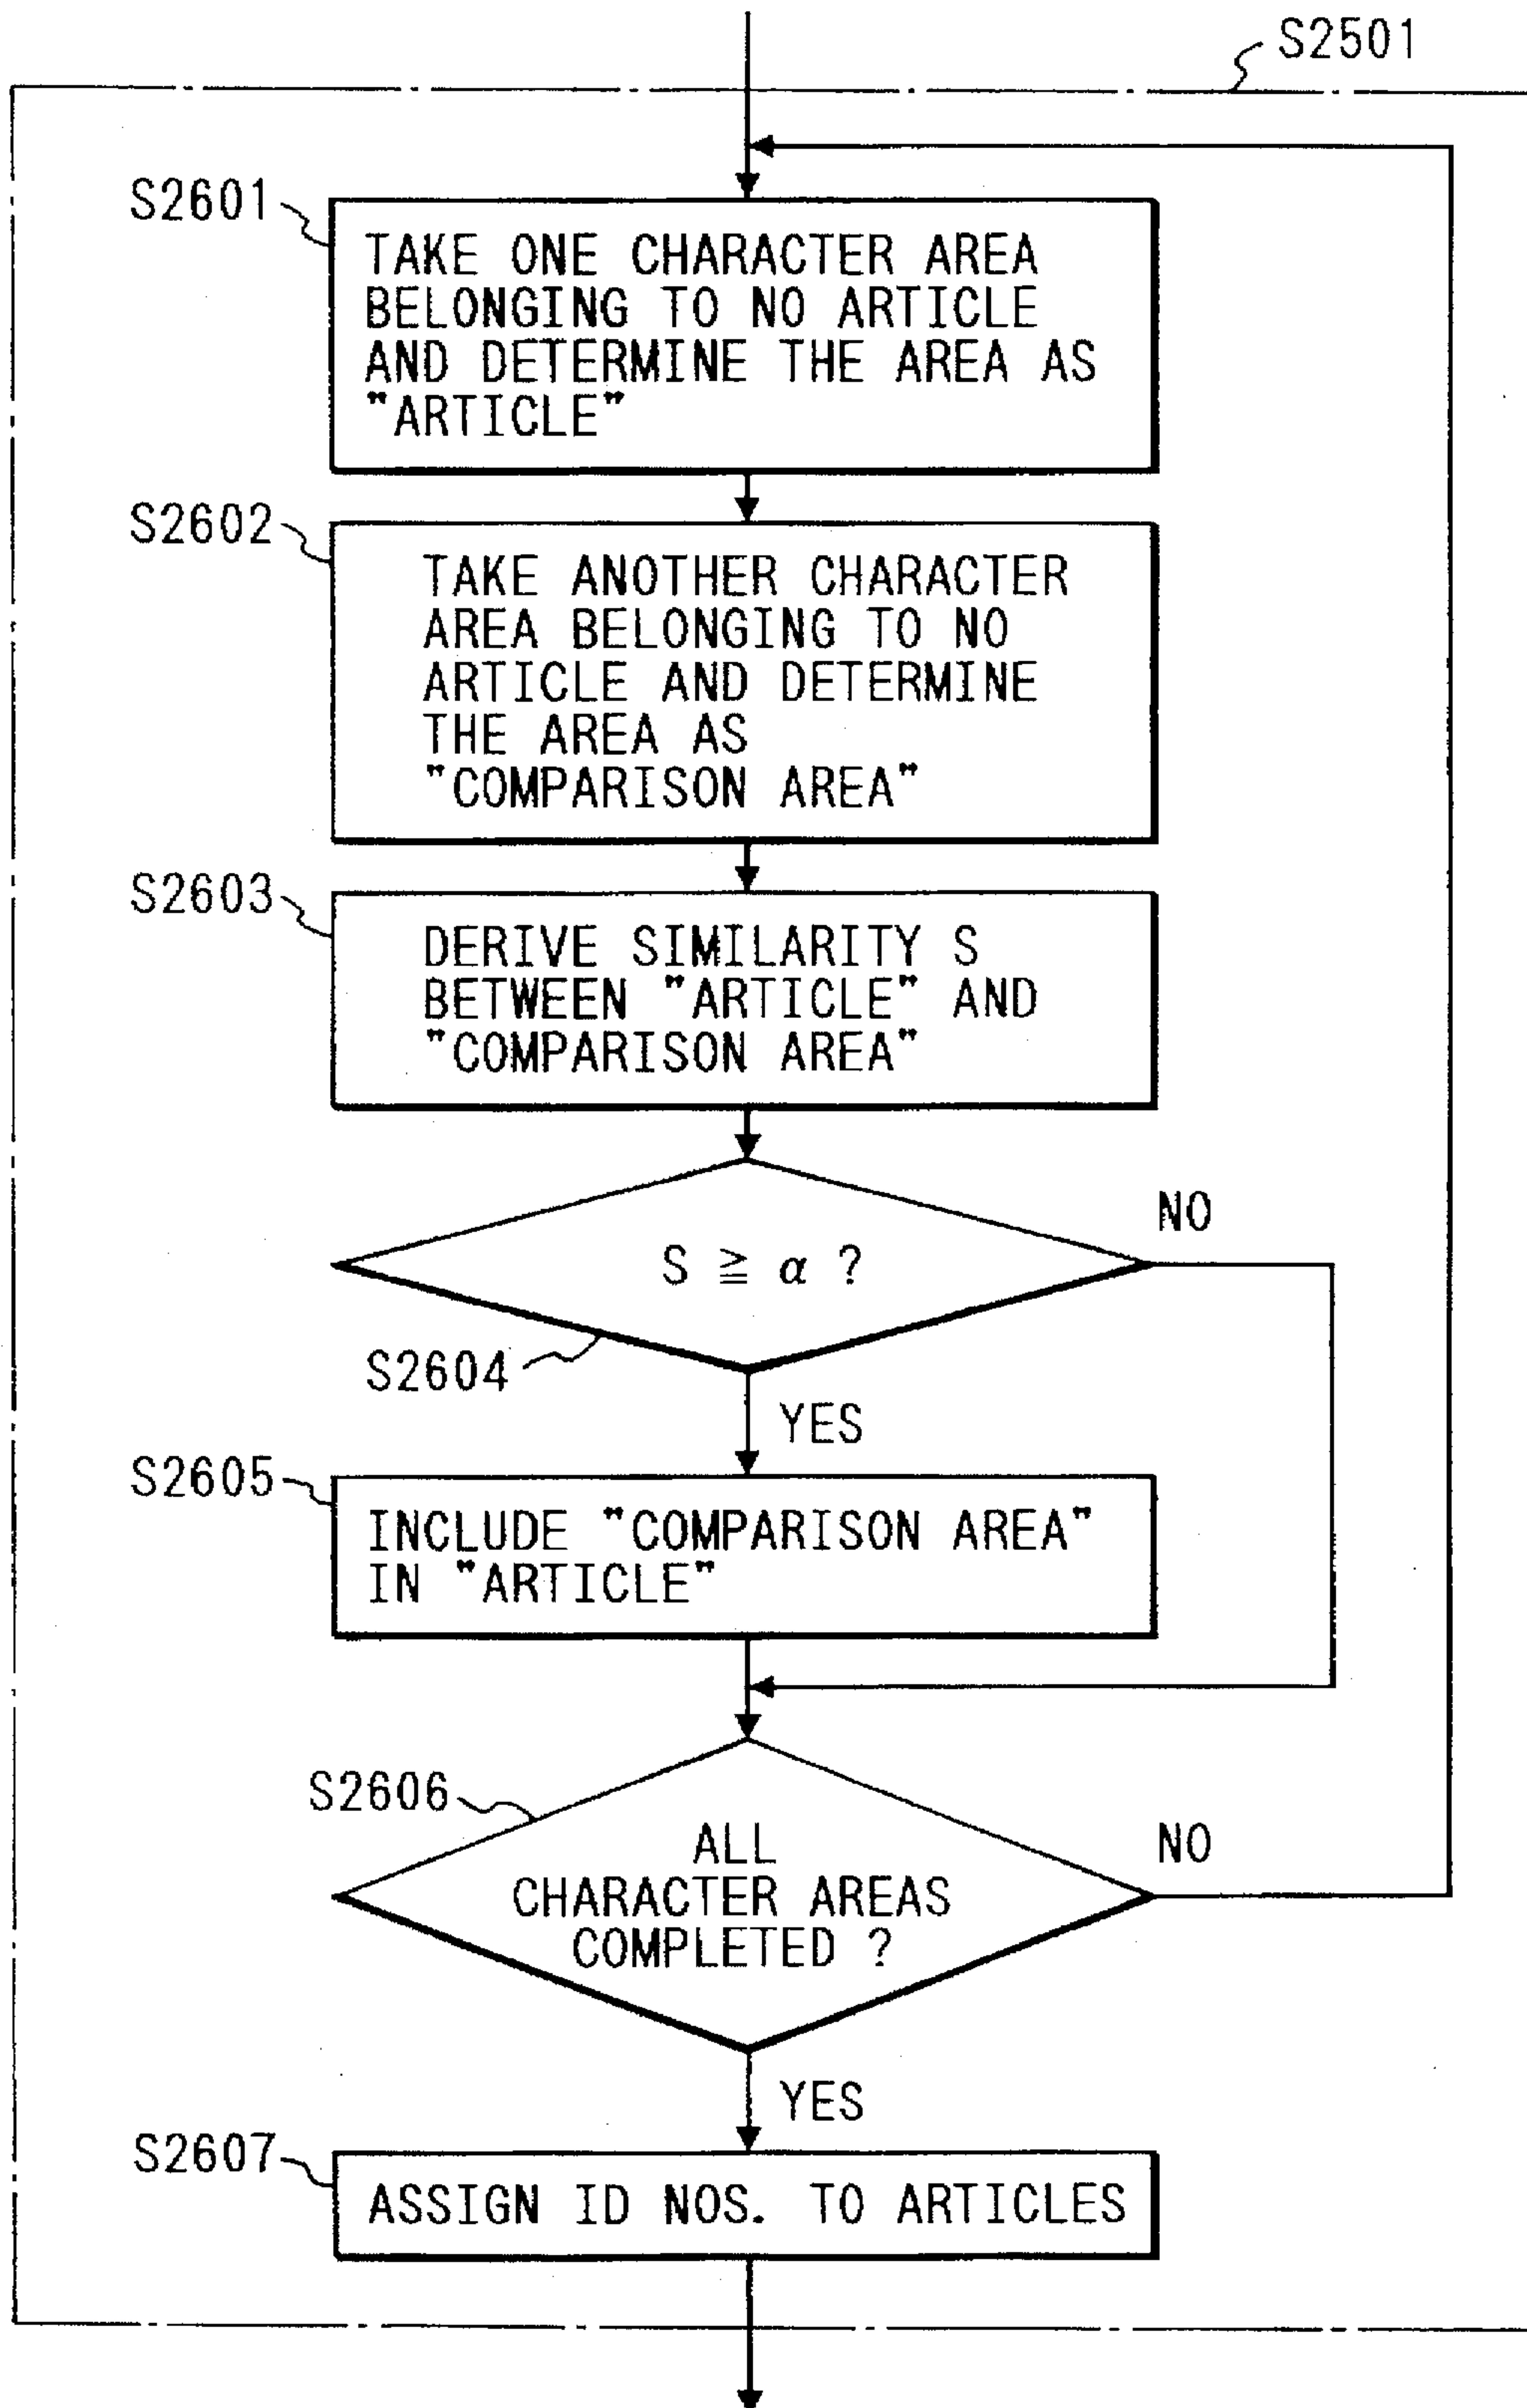 S2501
S2601
TAKE ONE CHARACTER AREA
BELONGING TO NO ARTICLE
AND DETERMINE THE AREA AS
"ARTICLE"
S2602
TAKE ANOTHER CHARACTER
AREA BELONGING TO NO
ARTICLE AND DETERMINE
THE AREA AS
"COMPARISON AREA"
S2603
DERIVE SIMILARITY S
BETWEEN "ARTICLE" AND
"COMPARISON AREA"
NO
S ≧ α ?
S2604
YES
S2605
INCLUDE "COMPARISON AREA"
IN "ARTICLE"
S2606
ALL
CHARACTER AREAS
COMPLETED ?
NO
YES
S2607
ASSIGN ID NOS. TO ARTICLES